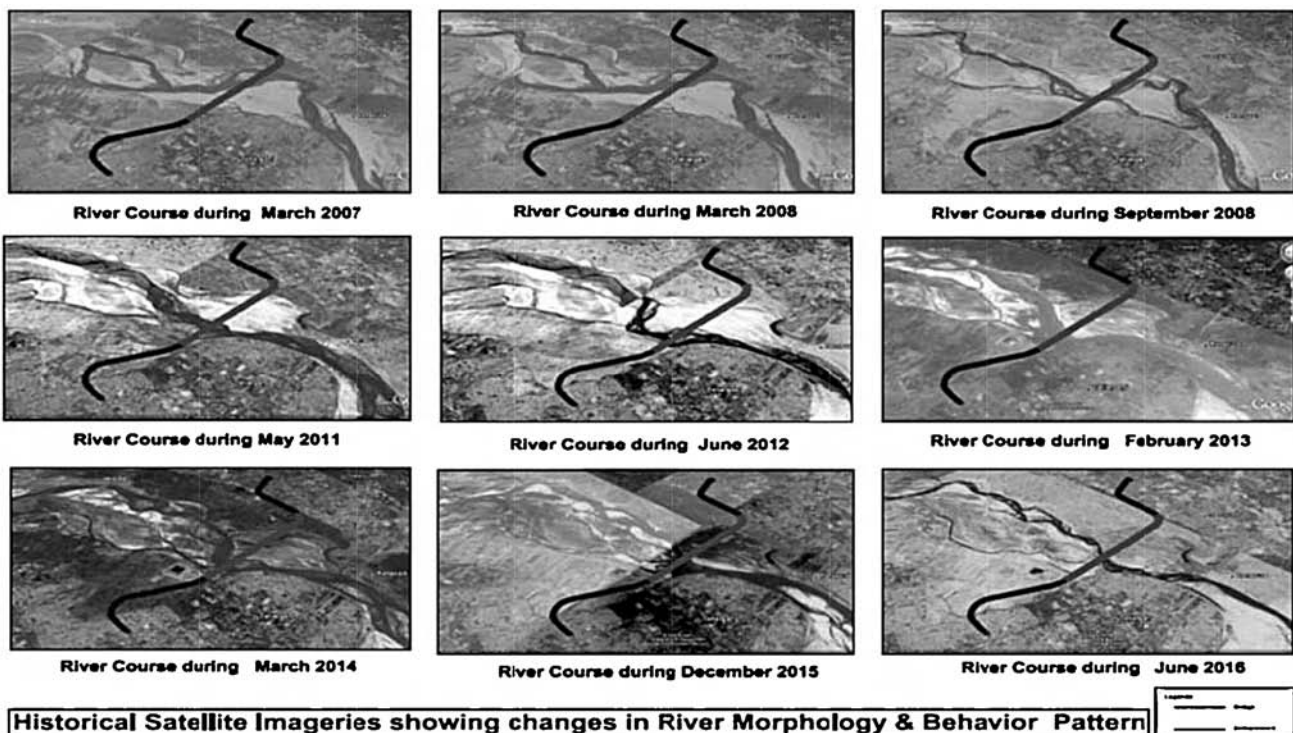 River Course during March 2007
River Course during March 2008
River Course during September 2008
River Course during May 2011
River Course during June 2012
River Course during February 2013
River Course during March 2014
River Course during December 2015
River Course during June 2016
Historical Satellite Imageries showing changes in River Morphology & Behavior Pattern